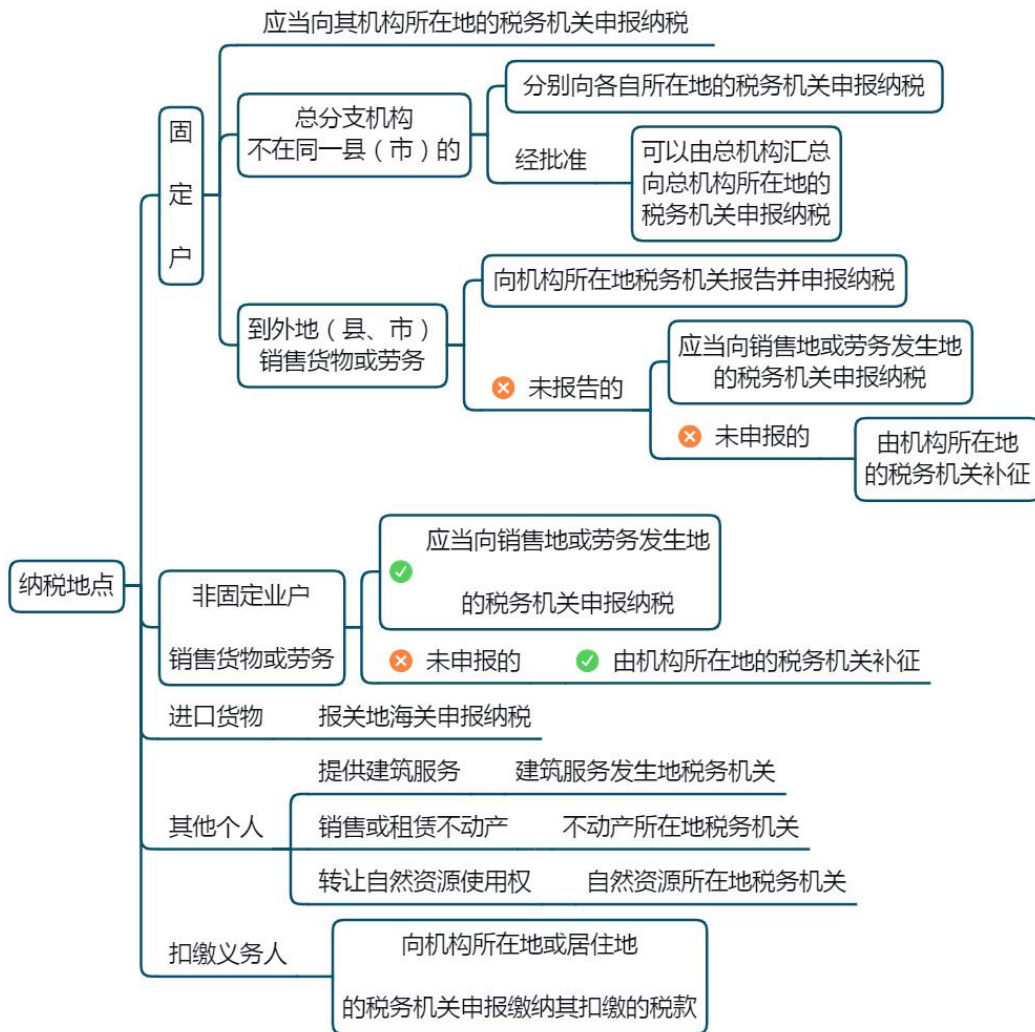 纳税地点
固
定
户
应当向其机构所在地的税务机关申报纳税
总分支机构
不在同一县（市）的
分别向各自所在地的税务机关申报纳税
经批准
可以由总机构汇总
向总机构所在地的
税务机关申报纳税
到外地（县、市）
销售货物或劳务
向机构所在地税务机关报告并申报纳税
未报告的
应当向销售地或劳务发生地
的税务机关申报纳税
未申报的
由机构所在地
的税务机关补征
非固定业户
销售货物或劳务
应当向销售地或劳务发生地
的税务机关申报纳税
未申报的
由机构所在地的税务机关补征
进口货物
报关地海关申报纳税
其他个人
提供建筑服务
建筑服务发生地税务机关
销售或租赁不动产
不动产所在地税务机关
转让自然资源使用权
自然资源所在地税务机关
扣缴义务人
向机构所在地或居住地
的税务机关申报缴纳其扣缴的税款